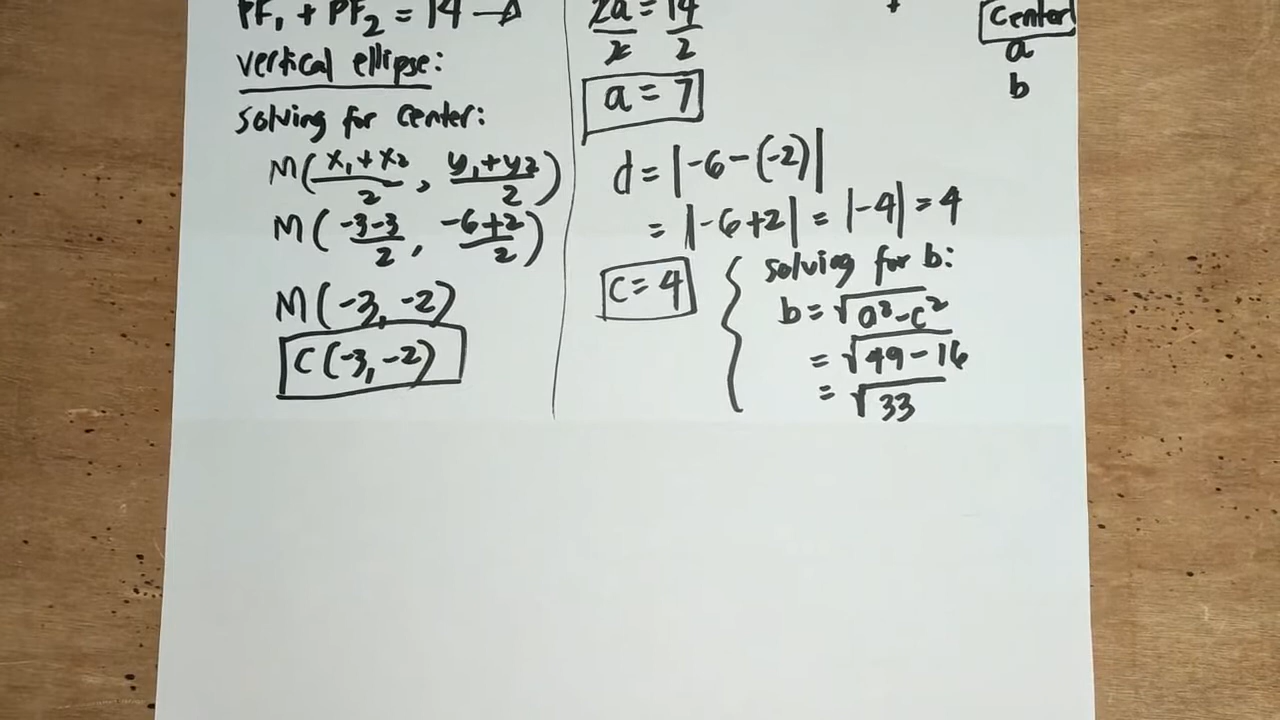 PF₁ + PF₂ = 14 →
vertical ellipse:
solving for center:
M(x₁+x₂/2, y₁+y₂/2)
M(-3-3/2, -6+2/2)
M(-3, -2)
C(-3, -2)
2a/2 = 14/2
a = 7
d = |-6-(-2)|
= |-6+2| = |-4| = 4
c = 4
solving for b:
b = √a²-c²
= √49-16
= √33
Center
a
b